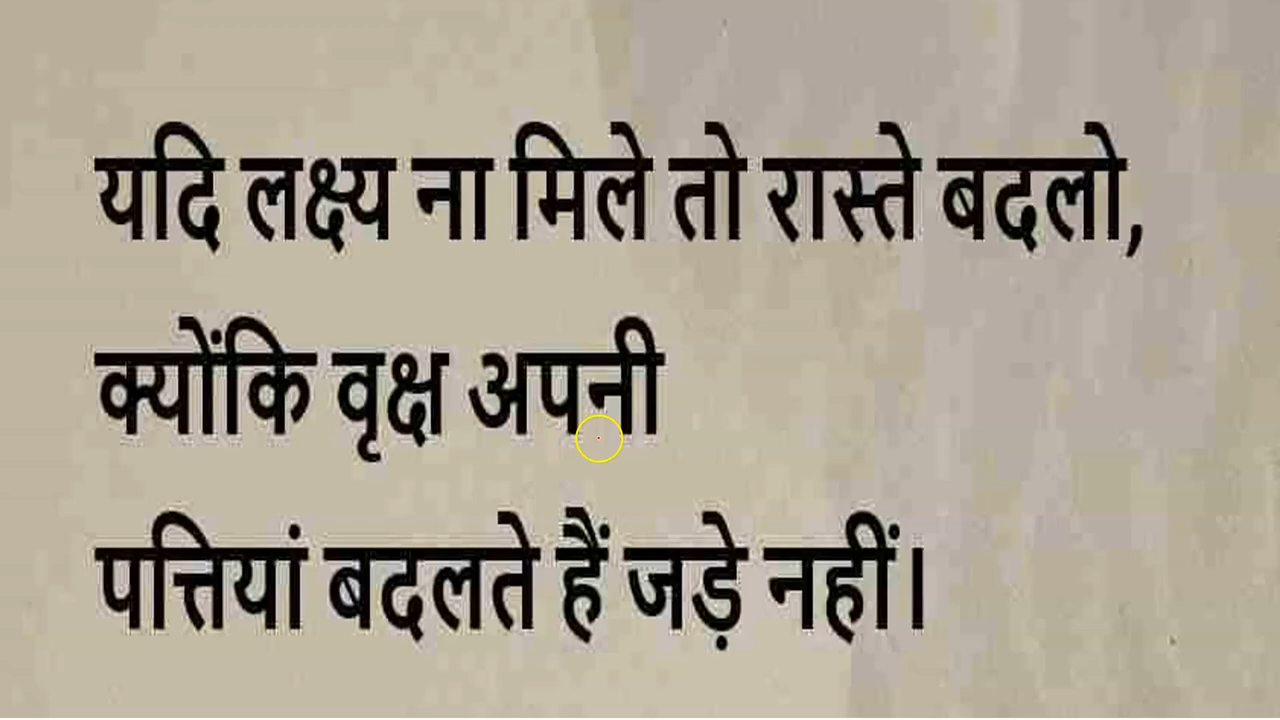 यदि लक्ष्य ना मिले तो रास्ते बदलो,
क्योंकि वृक्ष अपनी
पत्तियां बदलते हैं जड़े नहीं।